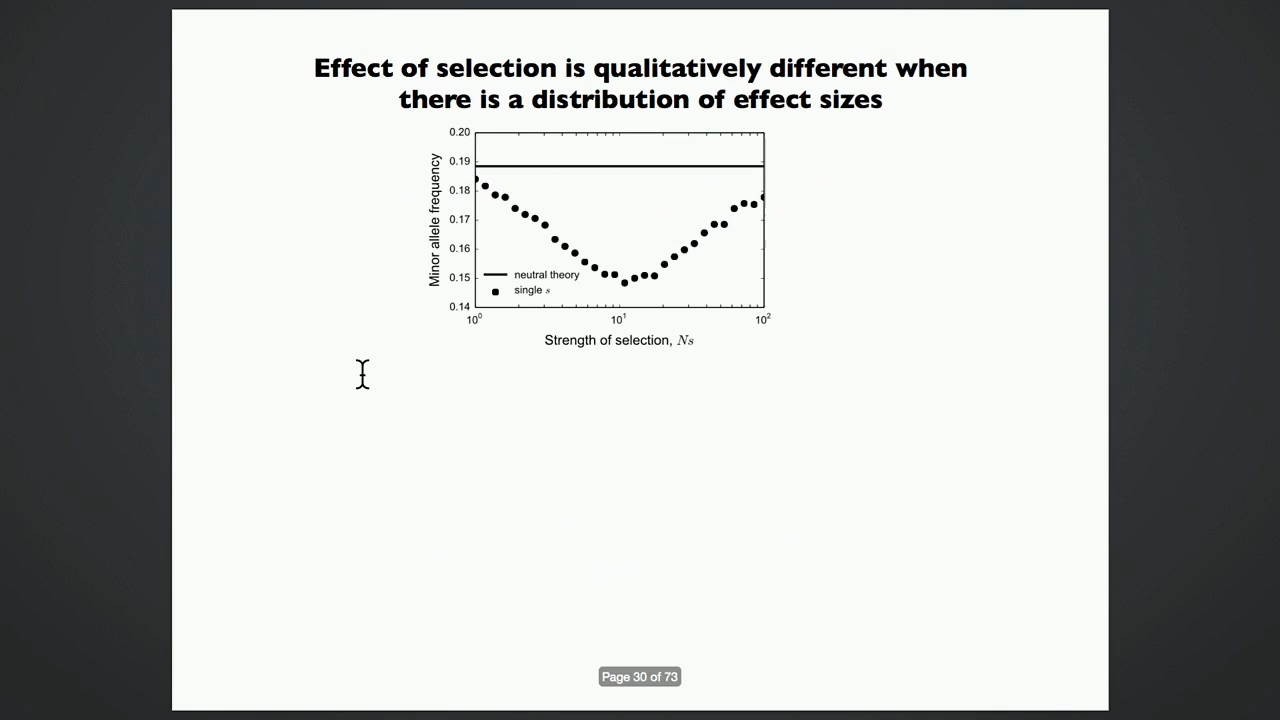 Effect of selection is qualitatively different when
there is a distribution of effect sizes
0.20
0.19
0.18
0.17
0.16
0.15
0.14
Minor allele frequency
neutral theory
single s
10⁰
10¹
10²
Strength of selection, Ns
Page 30 of 73